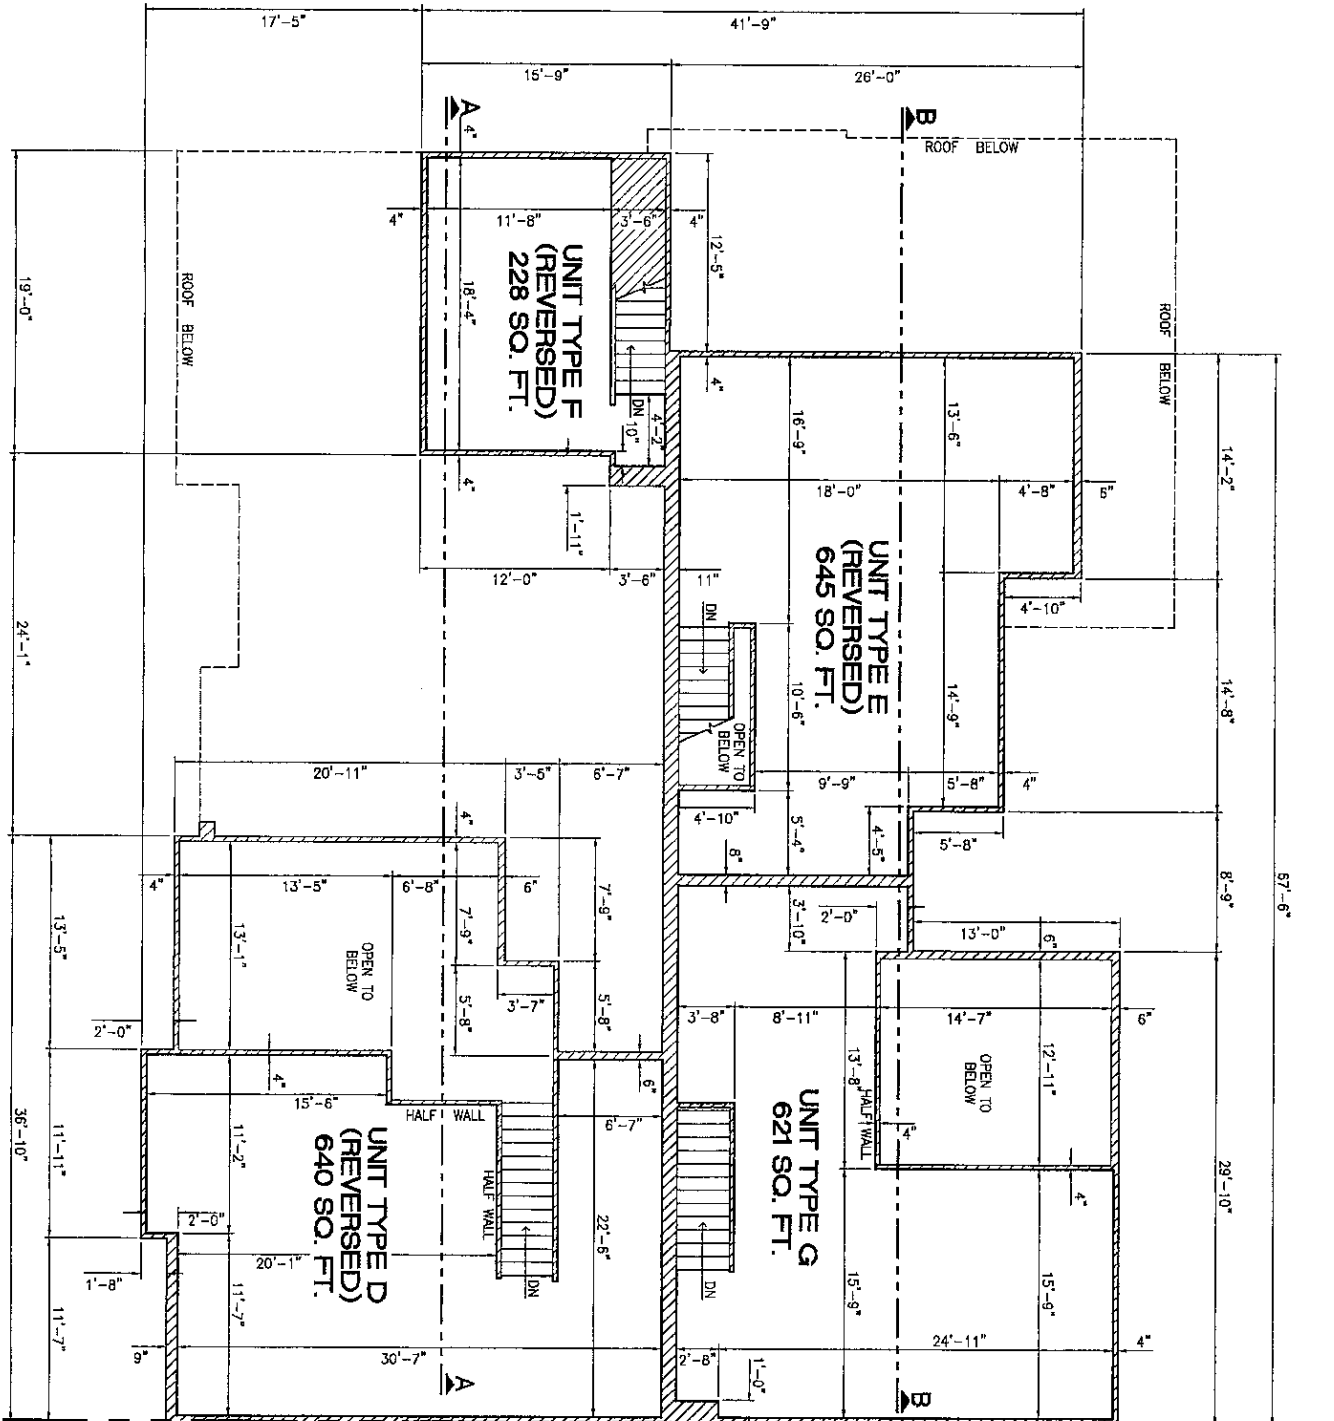 17'-5"
41'-9"
15'-9"
26'-0"
A
B
4"
ROOF BELOW
4"
11'-8"
3'-6"
4"
12'-5"
19'-0"
ROOF BELOW
18'-4"
UNIT TYPE F
(REVERSED)
228 SQ. FT.
ROOF BELOW
4"
DN
10"
4'-2"
16'-9"
13'-6"
14'-2"
67'-6"
4"
18'-0"
4'-8"
6"
1'-11"
12'-0"
3'-6"
11"
4'-10"
UNIT TYPE E
(REVERSED)
645 SQ. FT.
DN
24'-1"
10'-6"
14'-9"
14'-8"
OPEN TO
BELOW
20'-11"
3'-5"
6'-7"
9'-9"
5'-8"
4"
4'-10"
5'-4"
4'-5"
5'-8"
4"
8"
8'-9"
4"
13'-5"
6'-8"
6"
7'-9"
7'-9"
3'-10"
2'-0"
13'-0"
6"
13'-5"
13'-1"
OPEN TO
BELOW
3'-7"
5'-8"
5'-8"
2'-0"
3'-8"
8'-11"
14'-7"
6"
13'-8"
12'-11"
OPEN TO
BELOW
4"
15'-6"
HALF WALL
6"
6'-7"
HALF WALL
4"
UNIT TYPE G
621 SQ. FT.
36'-10"
11'-11"
11'-2"
UNIT TYPE D
(REVERSED)
640 SQ. FT.
HALF WALL
4"
29'-10"
2'-0"
20'-1"
22'-6"
1'-8"
DN
DN
11'-7"
11'-7"
15'-9"
15'-9"
9"
30'-7"
24'-11"
4"
2'-8"
1'-0"
A
B